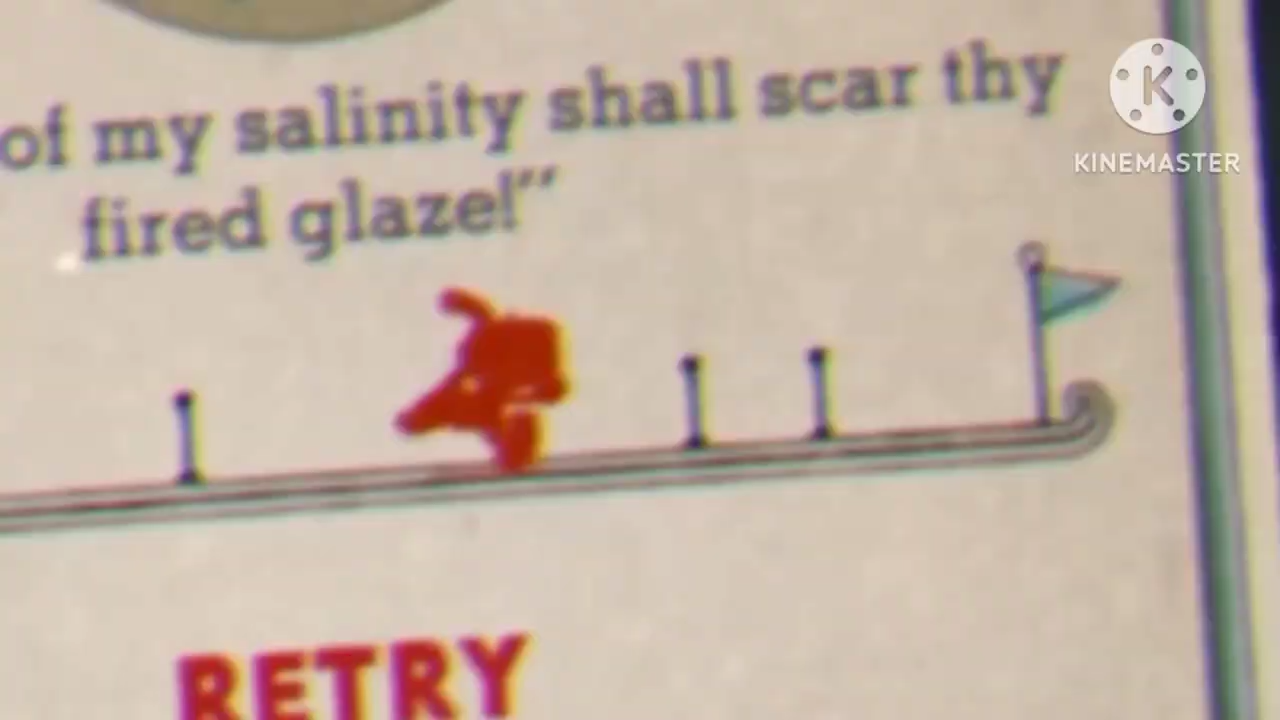 of my salinity shall scar thy
fired glaze!”
RETRY
K
KINEMASTER